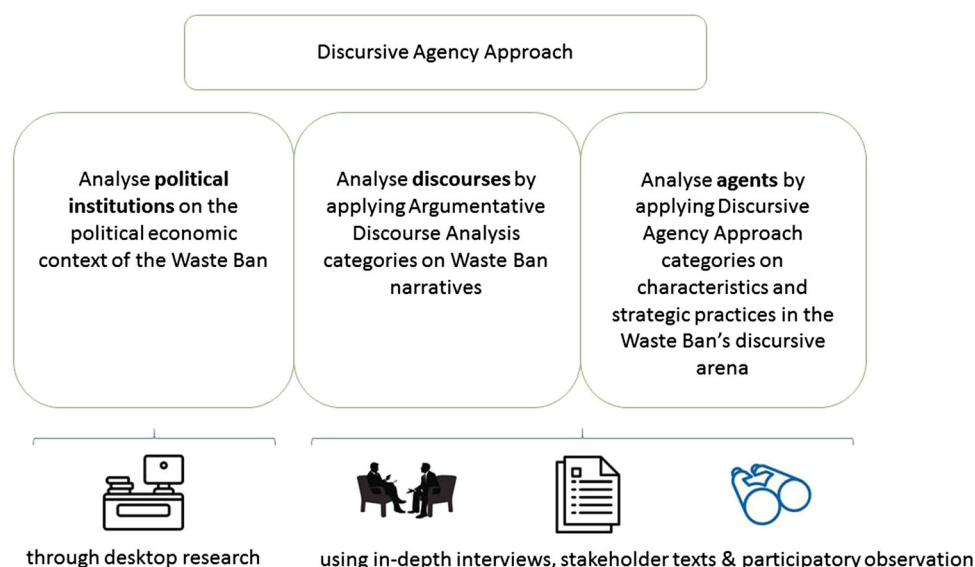 Discursive Agency Approach
Analyse political
institutions on the
political economic
context of the Waste Ban
Analyse discourses by
applying Argumentative
Discourse Analysis
categories on Waste Ban
narratives
Analyse agents by
applying Discursive
Agency Approach
categories on
characteristics and
strategic practices in the
Waste Ban's discursive
arena
through desktop research
using in-depth interviews, stakeholder texts & participatory observation